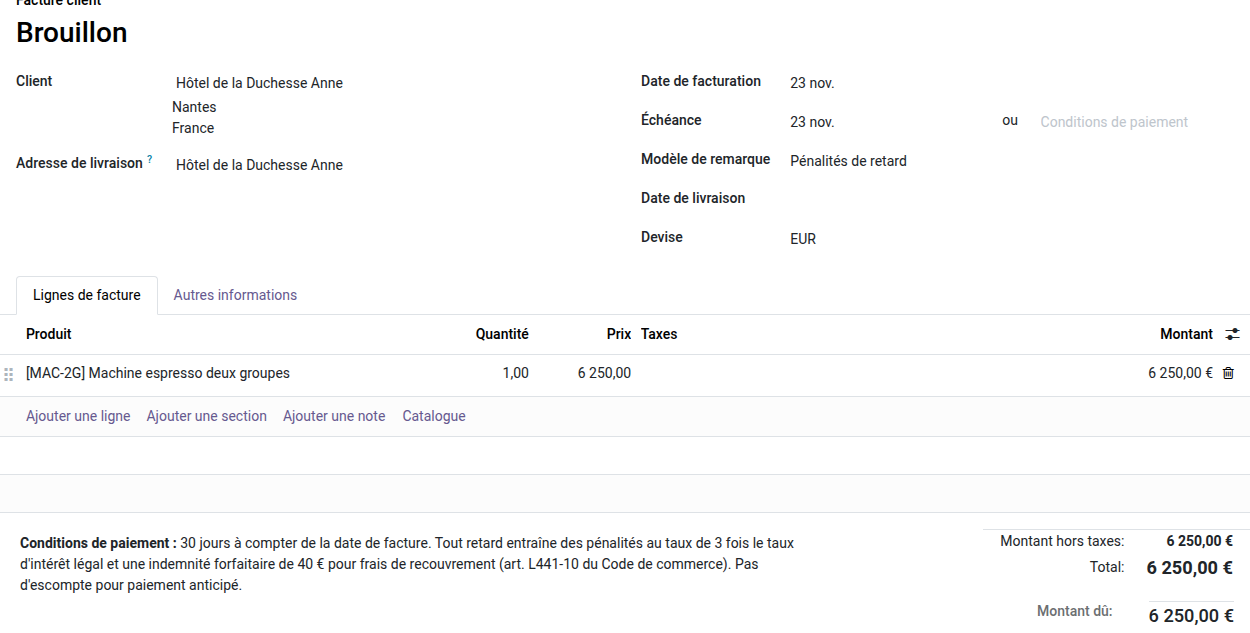 Facture client
Brouillon
Client
Hôtel de la Duchesse Anne
Nantes
France
Adresse de livraison ?
Hôtel de la Duchesse Anne
Date de facturation
23 nov.
Échéance
23 nov.
ou
Conditions de paiement
Modèle de remarque
Pénalités de retard
Date de livraison
Devise
EUR
Lignes de facture
Autres informations
Produit Quantité Prix Taxes Montant
[MAC-2G] Machine espresso deux groupes 1,00 6 250,00 6 250,00 €
Ajouter une ligne Ajouter une section Ajouter une note Catalogue
Conditions de paiement : 30 jours à compter de la date de facture. Tout retard entraîne des pénalités au taux de 3 fois le taux
d'intérêt légal et une indemnité forfaitaire de 40 € pour frais de recouvrement (art. L441-10 du Code de commerce). Pas
d'escompte pour paiement anticipé.
Montant hors taxes: 6 250,00 €
Total: 6 250,00 €
Montant dû: 6 250,00 €